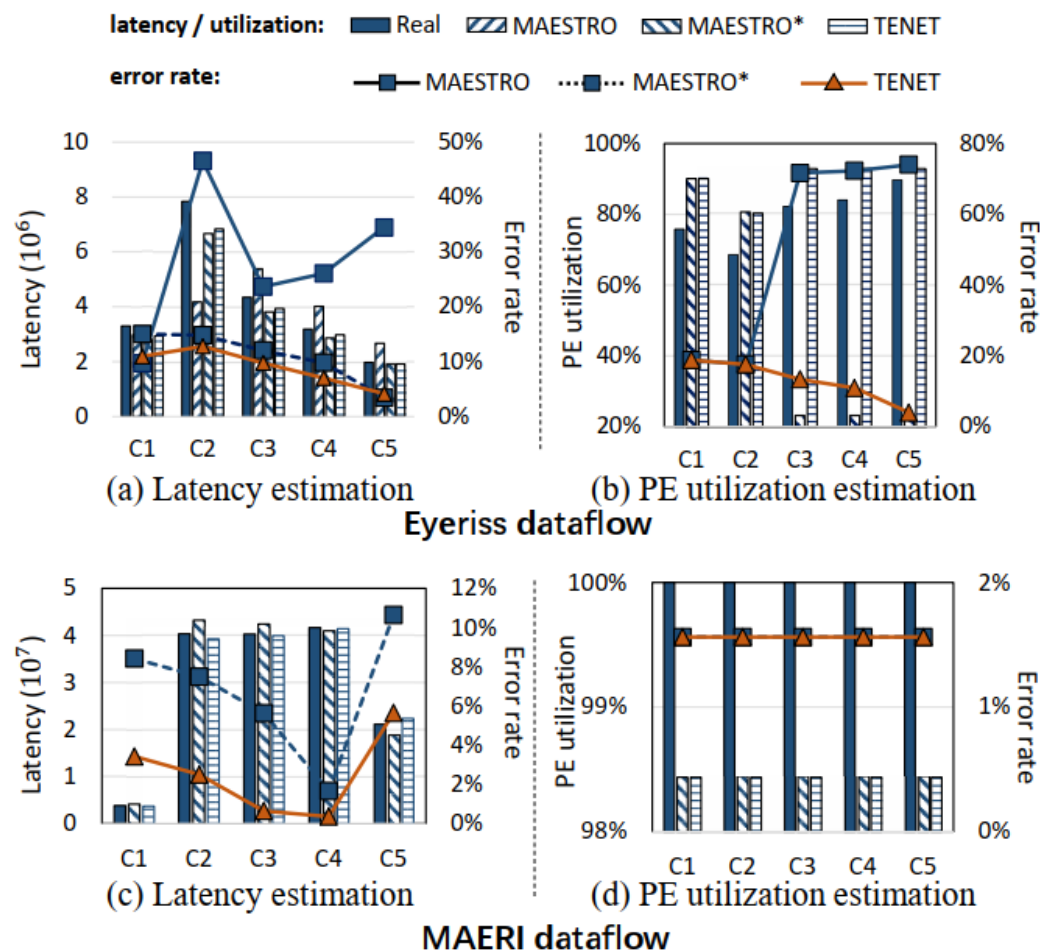 latency / utilization: Real MAESTRO MAESTRO* TENET
error rate: MAESTRO MAESTRO* TENET
10 50% 100% 80%
8 40% 80% 60%
6 30% 60% 40%
4 20% 40% 20%
2 10% 20% 0%
0 0%
Latency (10⁶)
Error rate
PE utilization
Error rate
C1 C2 C3 C4 C5 C1 C2 C3 C4 C5
(a) Latency estimation (b) PE utilization estimation
Eyeriss dataflow
5 12% 100% 2%
4 10% 99% 1%
3 8% 98% 0%
2 6%
1 4%
0 2%
0%
Latency (10⁷)
Error rate
PE utilization
Error rate
C1 C2 C3 C4 C5 C1 C2 C3 C4 C5
(c) Latency estimation (d) PE utilization estimation
MAERI dataflow